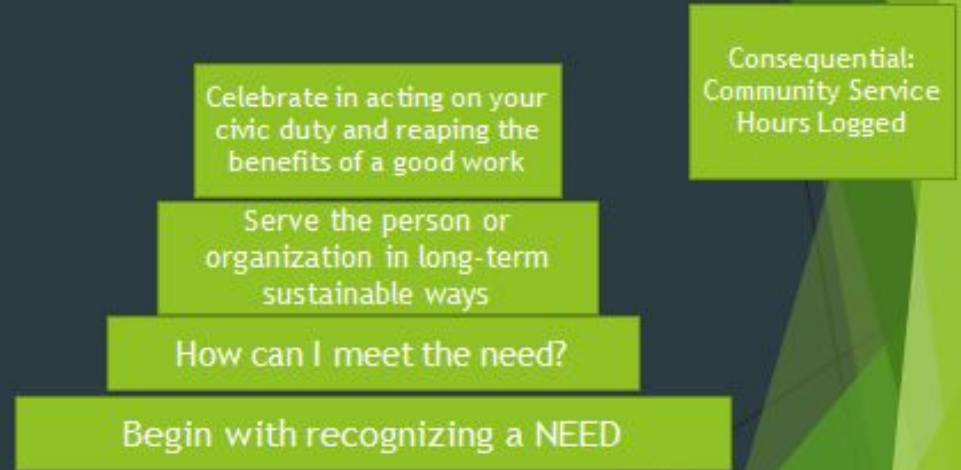 Celebrate in acting on your
civic duty and reaping the
benefits of a good work
Serve the person or
organization in long-term
sustainable ways
How can I meet the need?
Begin with recognizing a NEED
Consequential:
Community Service
Hours Logged